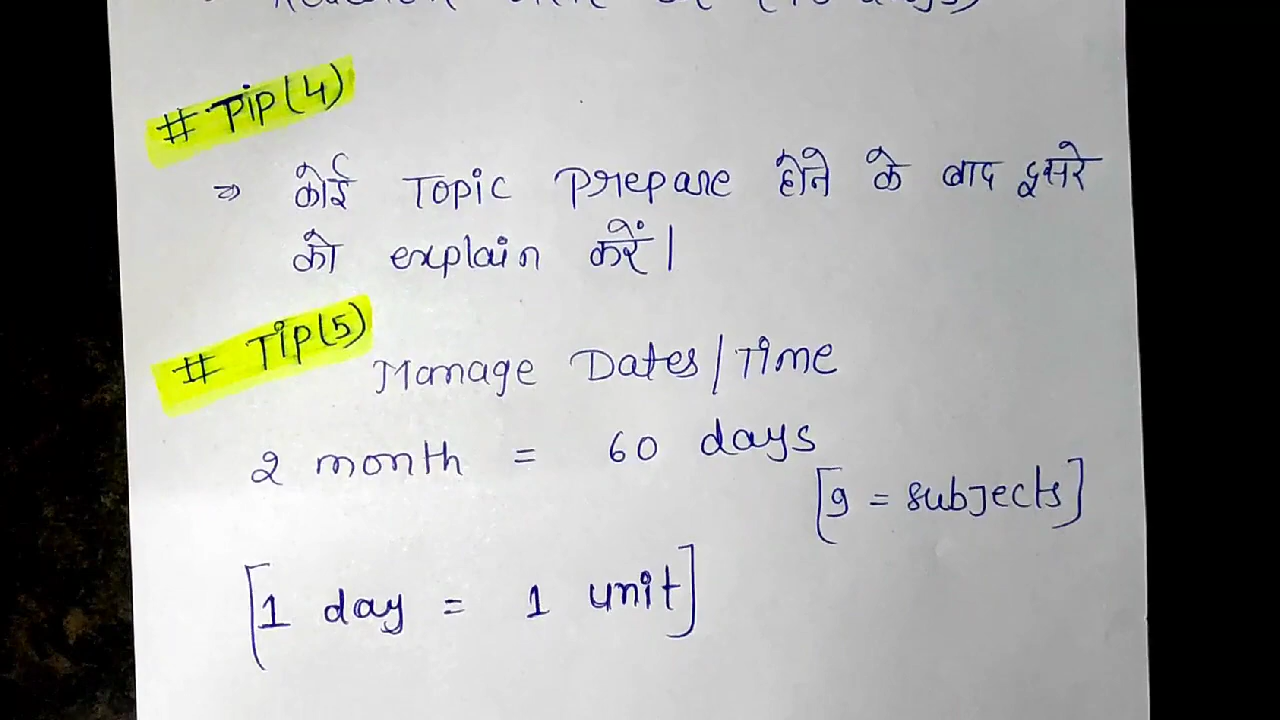 # Tip(4)
⇒ कोई Topic Prepare होने के बाद दूसरे
को explain करें।
# Tip(5)
Manage Dates/Time
2 month = 60 days
[9 = subjects]
[1 day = 1 unit]